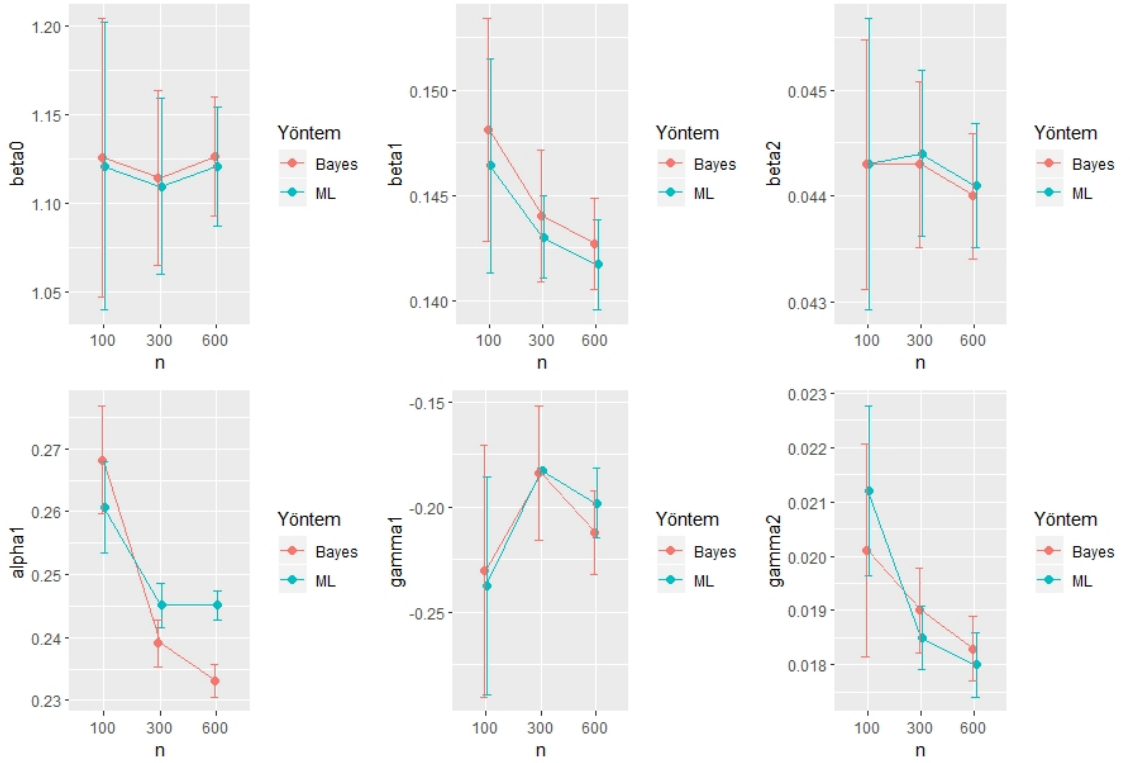 beta0
1.20
1.15
1.10
1.05
100 300 600
n
Yöntem
Bayes
ML
beta1
0.150
0.145
0.140
100 300 600
n
Yöntem
Bayes
ML
beta2
0.045
0.044
0.043
100 300 600
n
Yöntem
Bayes
ML
alpha1
0.27
0.26
0.25
0.24
0.23
100 300 600
n
Yöntem
Bayes
ML
gamma1
-0.15
-0.20
-0.25
100 300 600
n
Yöntem
Bayes
ML
gamma2
0.023
0.022
0.021
0.020
0.019
0.018
100 300 600
n
Yöntem
Bayes
ML